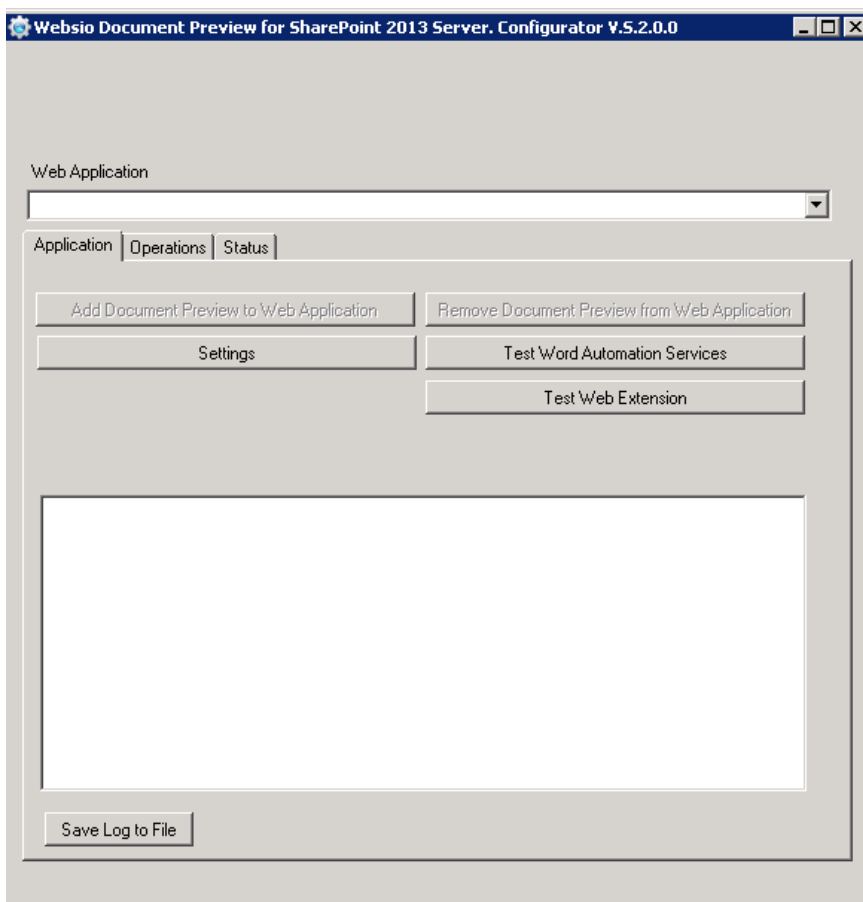 Websio Document Preview for SharePoint 2013 Server. Configurator V.S.2.0.0
Web Application
Application Operations Status
Add Document Preview to Web Application Remove Document Preview from Web Application
Settings Test Word Automation Services
Test Web Extension
Save Log to File